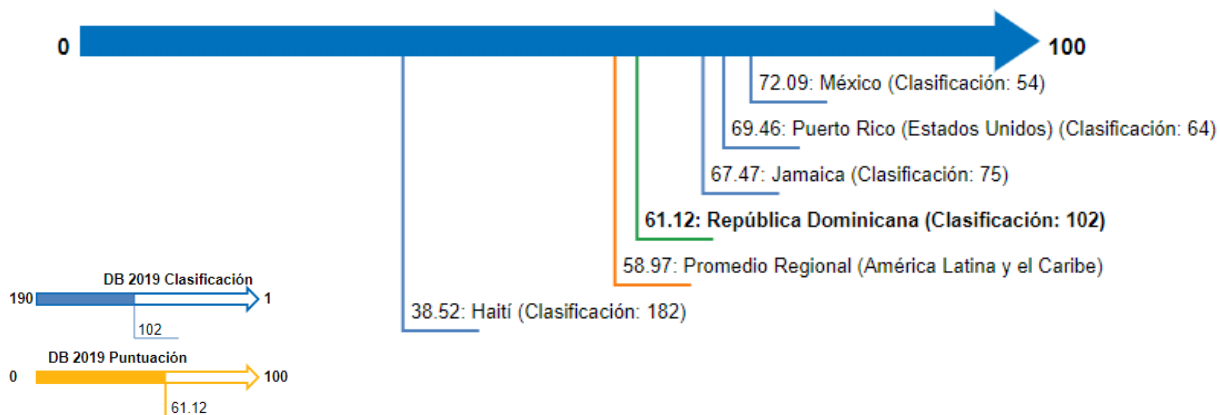 0
100
72.09: México (Clasificación: 54)
69.46: Puerto Rico (Estados Unidos) (Clasificación: 64)
67.47: Jamaica (Clasificación: 75)
61.12: República Dominicana (Clasificación: 102)
58.97: Promedio Regional (América Latina y el Caribe)
38.52: Haití (Clasificación: 182)
DB 2019 Clasificación
190
1
102
DB 2019 Puntuación
0
100
61.12